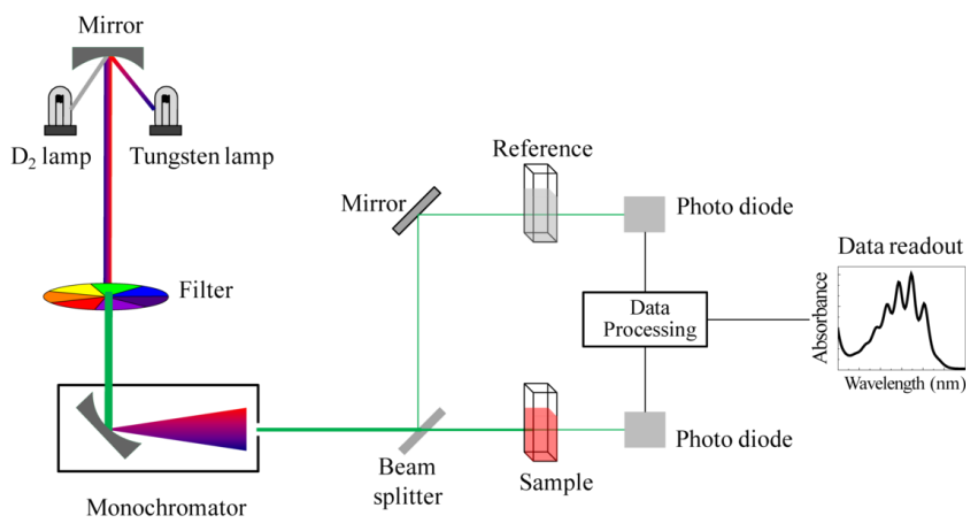 Mirror
D₂ lamp
Tungsten lamp
Filter
Monochromator
Mirror
Beam
splitter
Reference
Sample
Photo diode
Photo diode
Data
Processing
Data readout
Absorbance
Wavelength (nm)